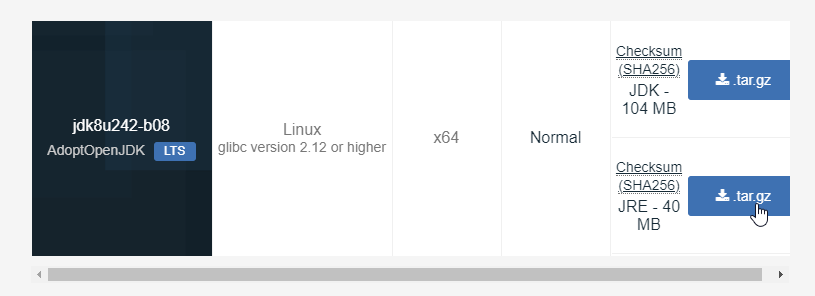 jdk8u242-b08
AdoptOpenJDK LTS
Linux
glibc version 2.12 or higher
x64
Normal
Checksum
(SHA256)
JDK -
104 MB
.tar.gz
Checksum
(SHA256)
JRE - 40
MB
.tar.gz